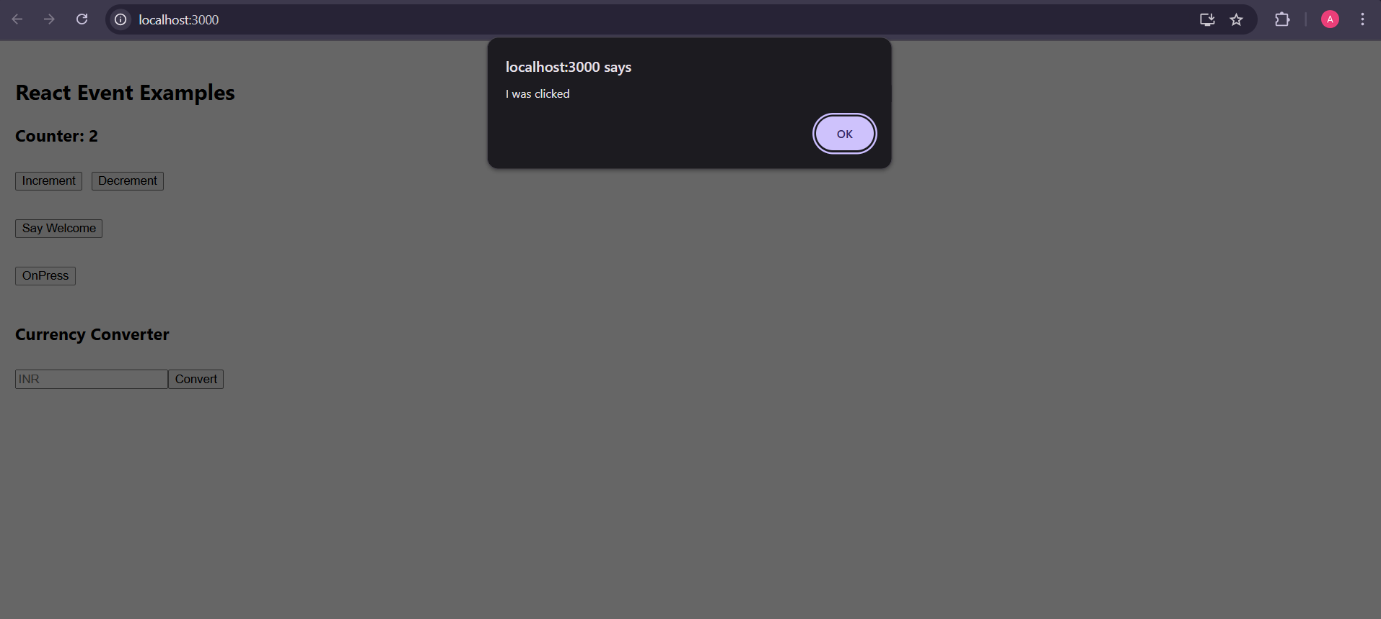 localhost:3000
A
localhost:3000 says
I was clicked
OK
React Event Examples
Counter: 2
Increment Decrement
Say Welcome
OnPress
Currency Converter
INR Convert